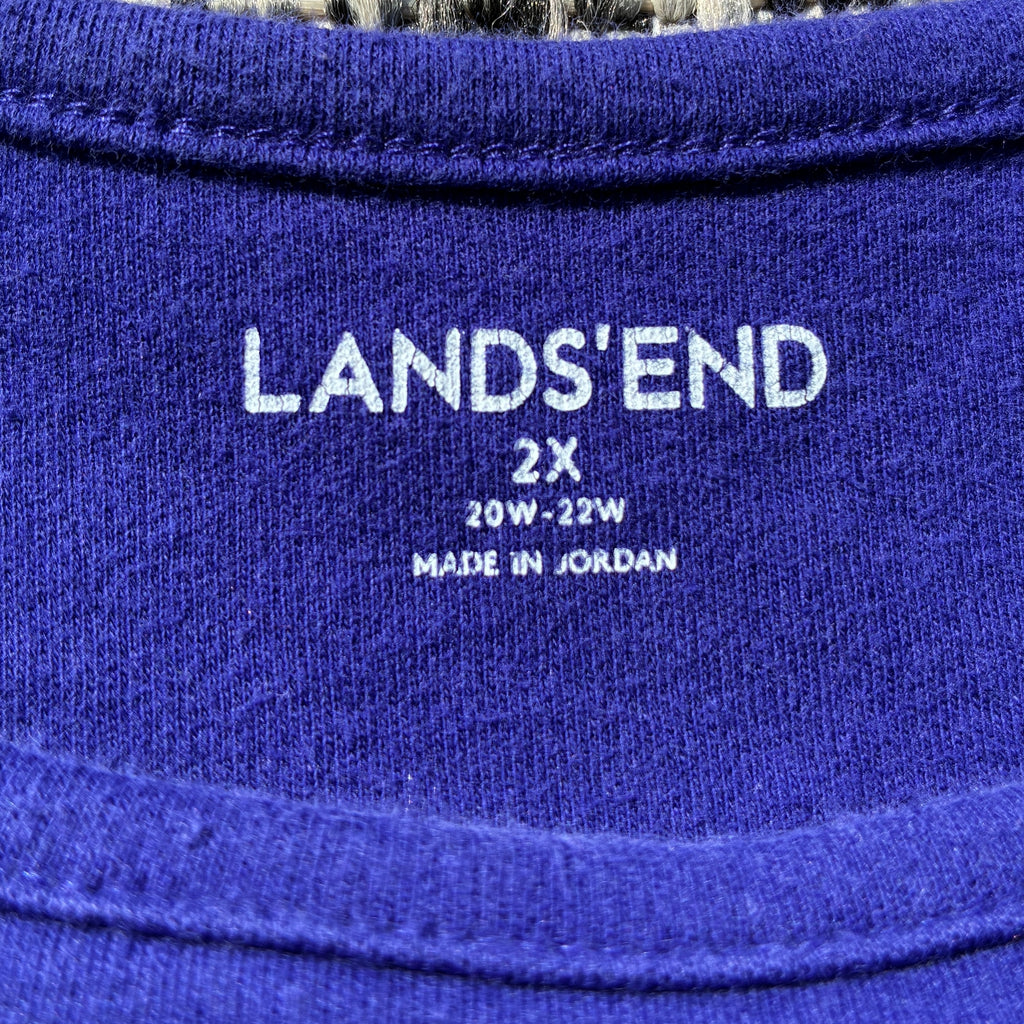 LANDS'END
2X
20W-22W
MADE IN JORDAN